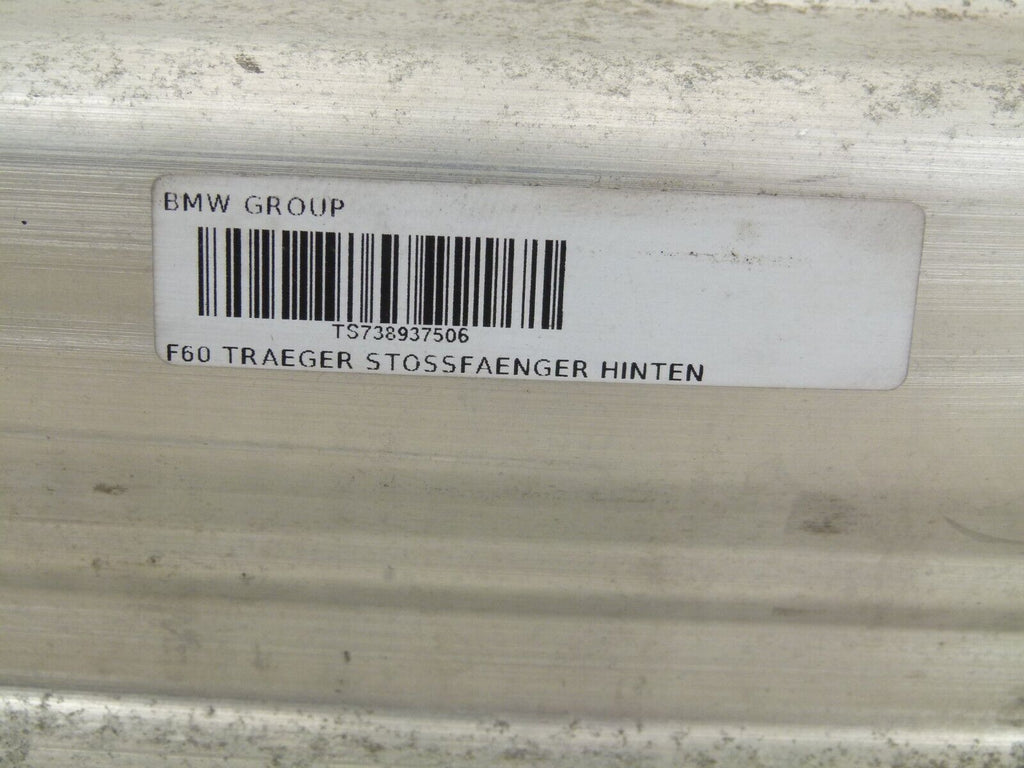 BMW GROUP
TS738937506
F60 TRAEGER STOSSFAENGER HINTEN